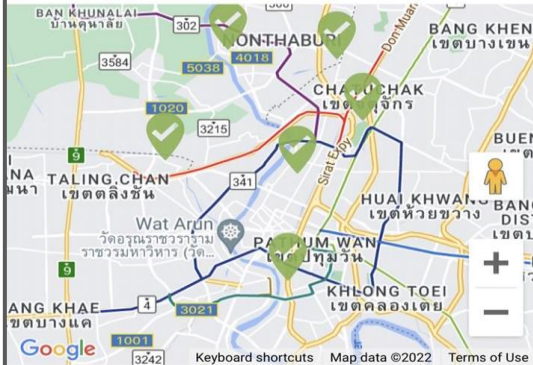 BAN KHUNALAI
บ้านคุนาลัย
302
NONTHABURI
BANG KHEN
เขตบางเขน
Don Muan
3584
5038
4018
CHATUCHAK
เขตจตุจักร
1020
3215
9
TALING CHAN
เขตตลิ่งชัน
341
Sirat Expy
HUAI KHWANG
เขตห้วยขวาง
Wat Arun
วัดอรุณราชวราราม
ราชวรมหาวิหาร (วัด...
PATHUM WAN
เขตปทุมวัน
9
KHLONG TOEI
เขตคลองเตย
ANG KHAE
ขตบางแค
4
3021
1001
3242
Google
Keyboard shortcuts Map data ©2022 Terms of Use